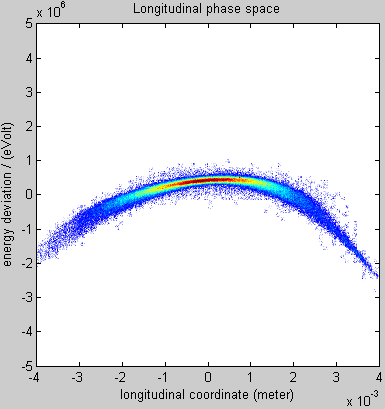 Longitudinal phase space
x 10^6
5
4
3
2
1
0
-1
-2
-3
-4
-5
energy deviation / (eVolt)
-4 -3 -2 -1 0 1 2 3 4
longitudinal coordinate (meter)
x 10^-3